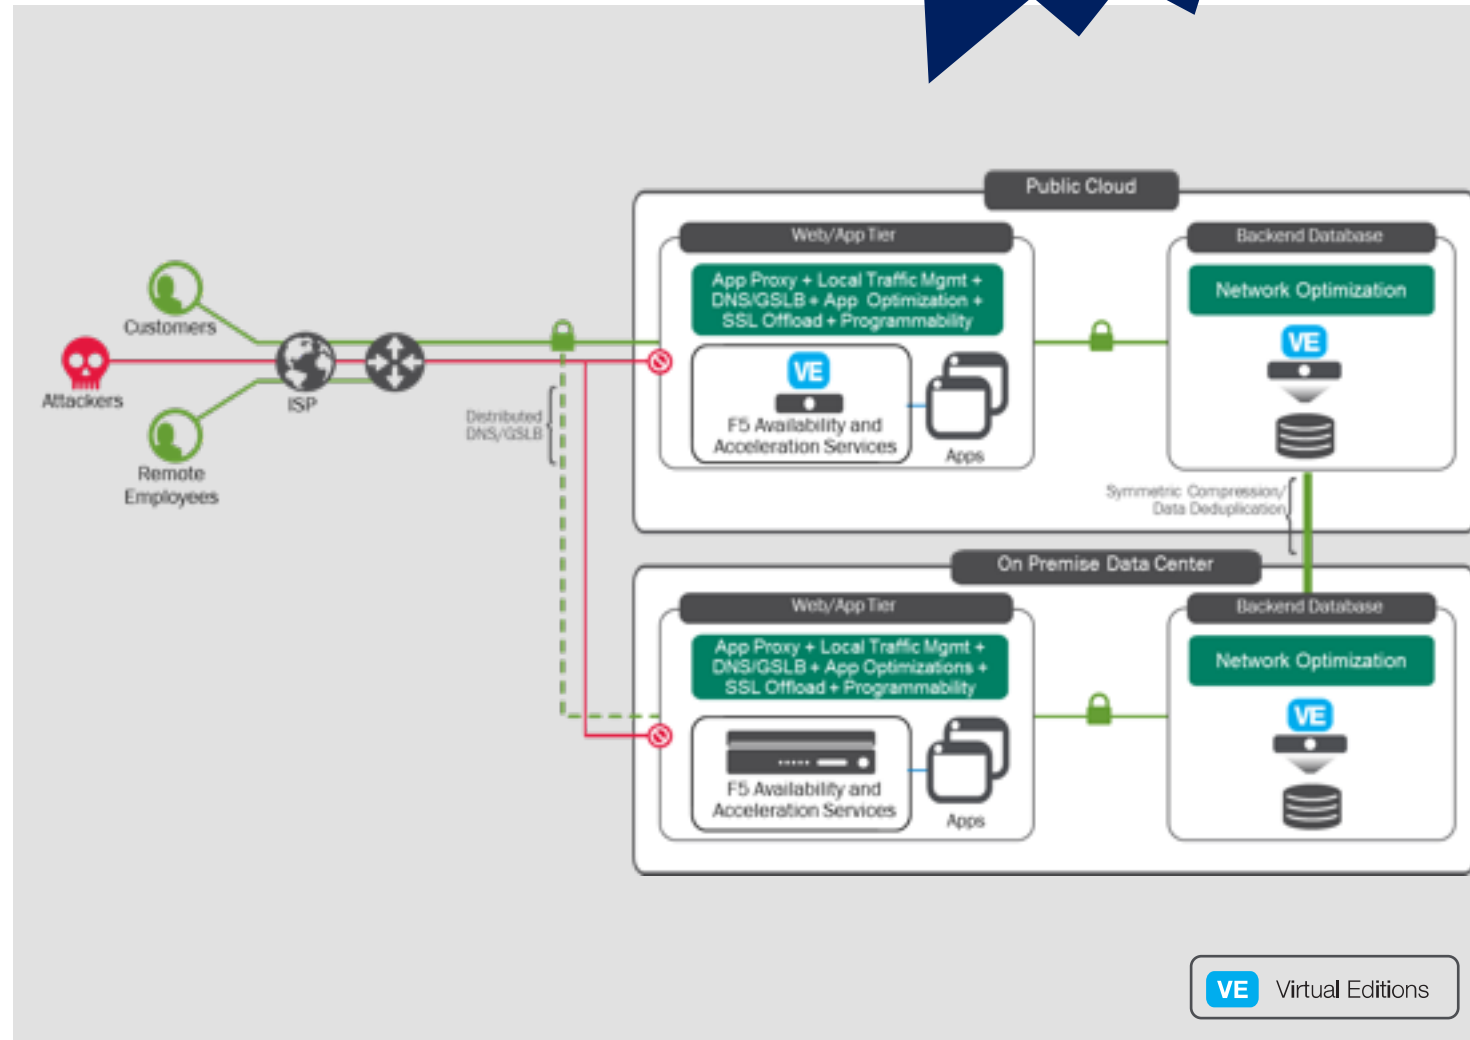 Public Cloud
Web/App Tier
App Proxy + Local Traffic Mgmt +
DNS/GSLB + App Optimization +
SSL Offload + Programmability
VE
F5 Availability and
Acceleration Services
Apps
Backend Database
Network Optimization
VE
Customers
Attackers
ISP
Remote
Employees
Distributed
DNS/GSLB
Symmetric Compression/
Data Deduplication
On Premise Data Center
Web/App Tier
App Proxy + Local Traffic Mgmt +
DNS/GSLB + App Optimizations +
SSL Offload + Programmability
F5 Availability and
Acceleration Services
Apps
Backend Database
Network Optimization
VE
VE Virtual Editions